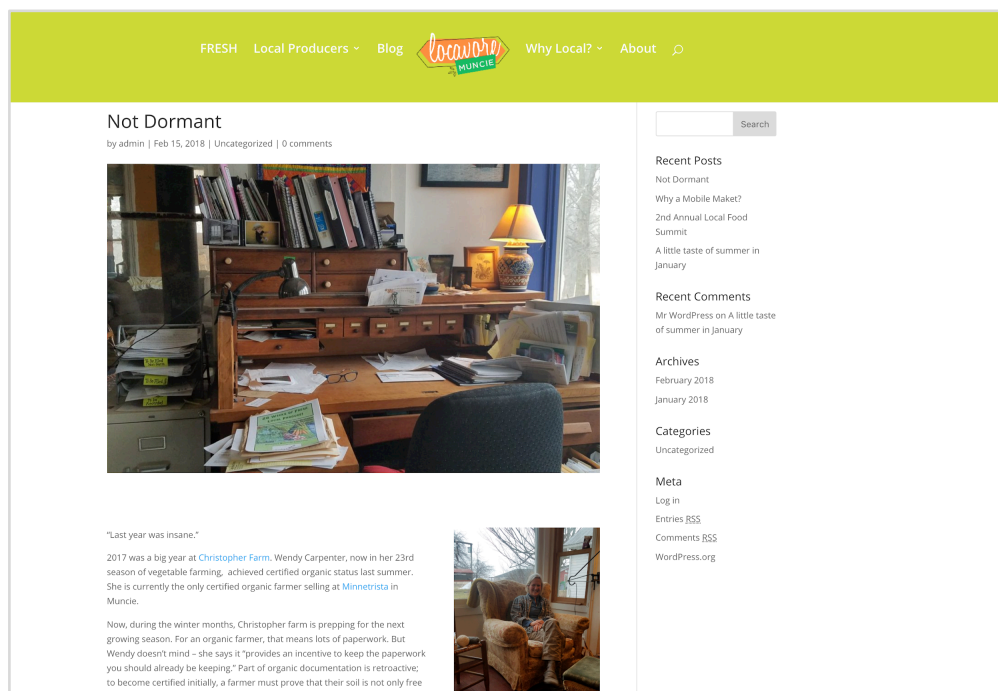 FRESH Local Producers Blog locavore MUNCIE Why Local? About
Not Dormant
by admin | Feb 15, 2018 | Uncategorized | 0 comments
“Last year was insane.”
2017 was a big year at Christopher Farm. Wendy Carpenter, now in her 23rd
season of vegetable farming,  achieved certified organic status last summer.
She is currently the only certified organic farmer selling at Minnetrista in
Muncie.
Now, during the winter months, Christopher farm is prepping for the next
growing season. For an organic farmer, that means lots of paperwork. But
Wendy doesn’t mind – she says it “provides an incentive to keep the paperwork
you should already be keeping.” Part of organic documentation is retroactive;
to become certified initially, a farmer must prove that their soil is not only free
Search
Recent Posts
Not Dormant
Why a Mobile Maket?
2nd Annual Local Food
Summit
A little taste of summer in
January
Recent Comments
Mr WordPress on A little taste
of summer in January
Archives
February 2018
January 2018
Categories
Uncategorized
Meta
Log in
Entries RSS
Comments RSS
WordPress.org